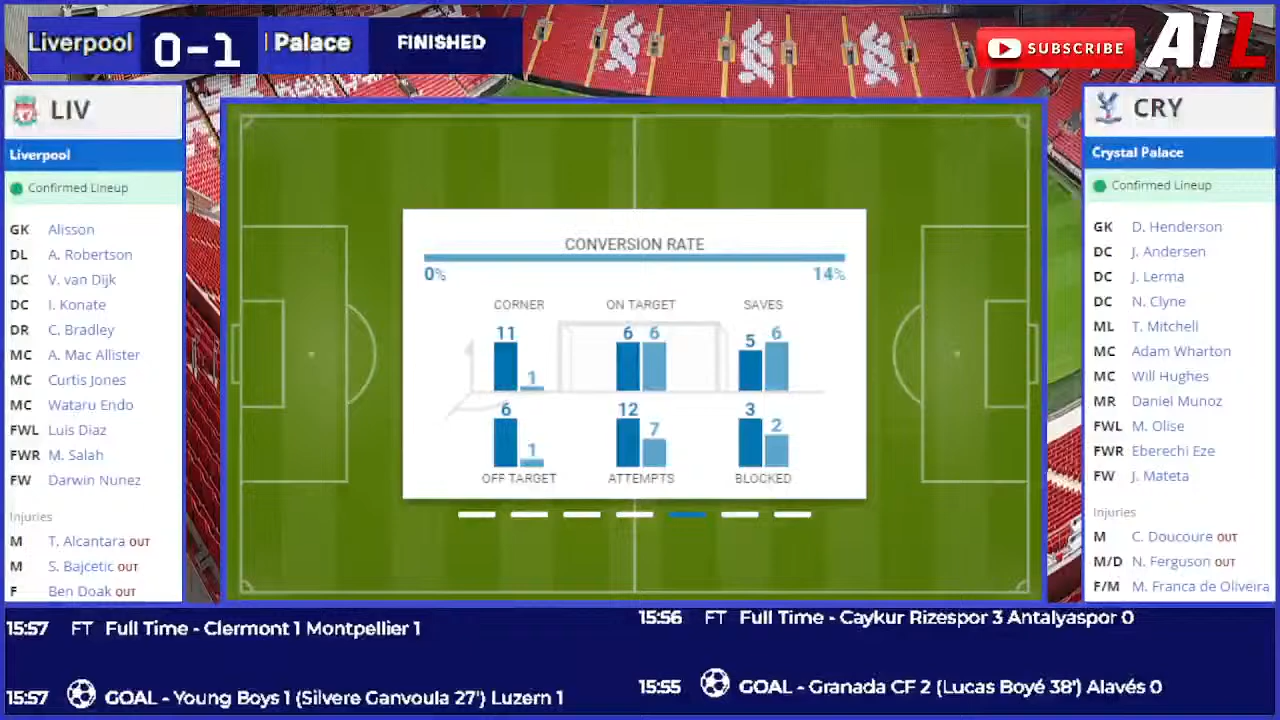 Liverpool 0-1 Palace FINISHED
SUBSCRIBE AIL
LIV
Liverpool
Confirmed Lineup
GK Alisson
DL A. Robertson
DC V. van Dijk
DC I. Konate
DR C. Bradley
MC A. Mac Allister
MC Curtis Jones
MC Wataru Endo
FWL Luis Diaz
FWR M. Salah
FW Darwin Nunez
Injuries
M T. Alcantara OUT
M S. Bajcetic OUT
F Ben Doak OUT
CONVERSION RATE
0% 14%
CORNER ON TARGET SAVES
11 1 6 6 5 6
6 1 12 7 3 2
OFF TARGET ATTEMPTS BLOCKED
CRY
Crystal Palace
Confirmed Lineup
GK D. Henderson
DC J. Andersen
DC J. Lerma
DC N. Clyne
ML T. Mitchell
MC Adam Wharton
MC Will Hughes
MR Daniel Munoz
FWL M. Olise
FWR Eberechi Eze
FW J. Mateta
Injuries
M C. Doucoure OUT
M/D N. Ferguson OUT
F/M M. Franca de Oliveira
15:57 FT Full Time - Clermont 1 Montpellier 1
15:57 GOAL - Young Boys 1 (Silvere Ganvoula 27') Luzern 1
15:56 FT Full Time - Caykur Rizespor 3 Antalyaspor 0
15:55 GOAL - Granada CF 2 (Lucas Boyé 38') Alavés 0